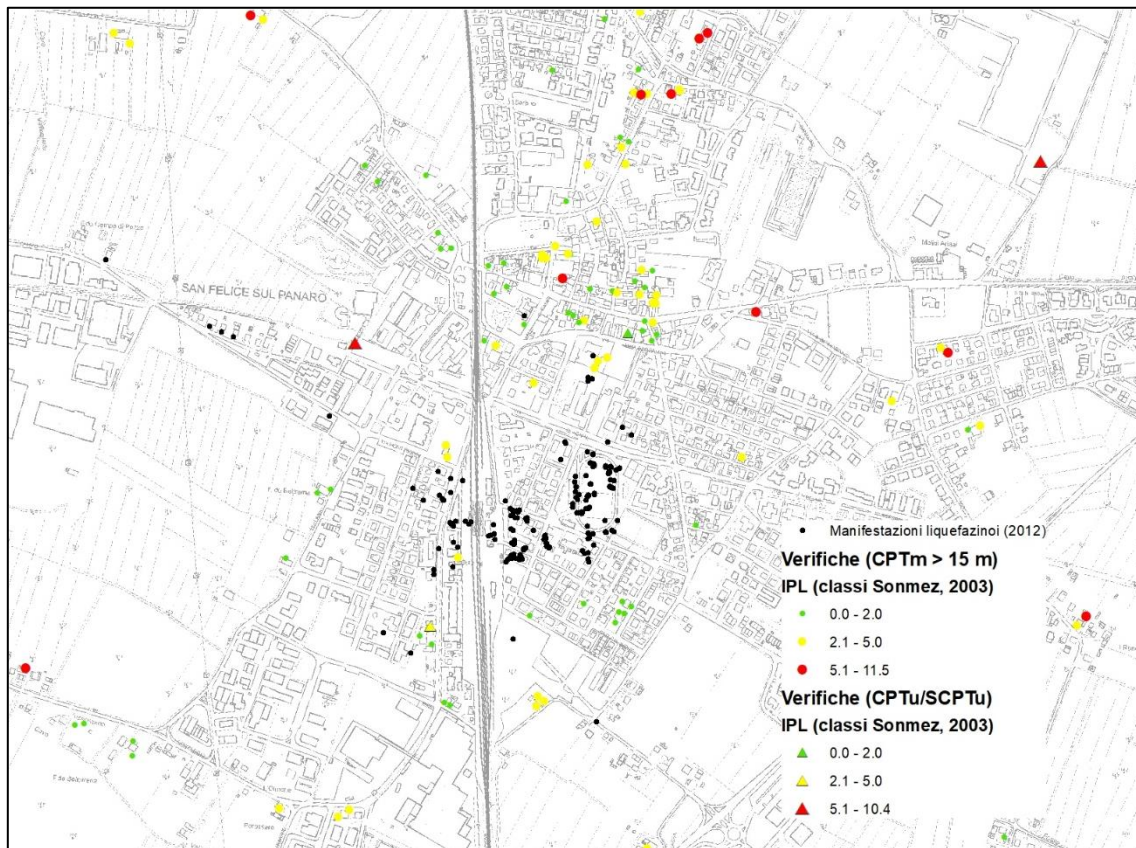 SAN FELICE SUL PANARO
Manifestazioni liquefazinoi (2012)
Verifiche (CPTm > 15 m)
IPL (classi Sonmez, 2003)
0.0 - 2.0
2.1 - 5.0
5.1 - 11.5
Verifiche (CPTu/SCPTu)
IPL (classi Sonmez, 2003)
0.0 - 2.0
2.1 - 5.0
5.1 - 10.4